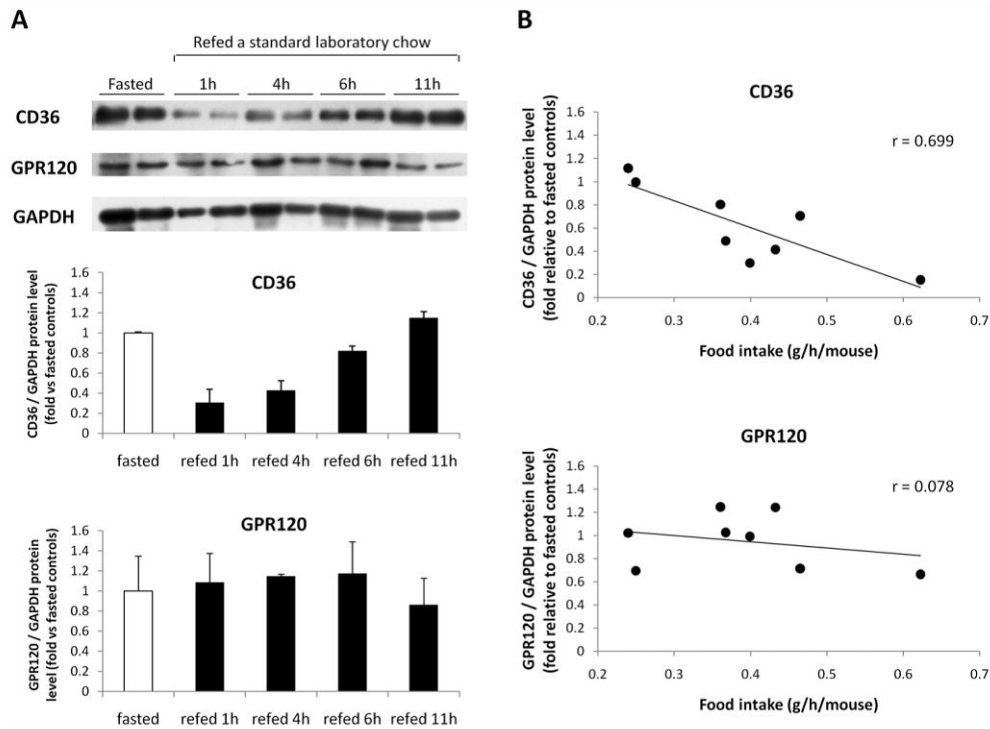 A
Refed a standard laboratory chow
Fasted 1h 4h 6h 11h
CD36
GPR120
GAPDH
CD36
CD36 / GAPDH protein level
(fold vs fasted controls)
1.4
1.2
1
0.8
0.6
0.4
0.2
0
fasted refed 1h refed 4h refed 6h refed 11h
GPR120
GPR120 / GAPDH protein
level (fold vs fasted controls)
1.6
1.4
1.2
1
0.8
0.6
0.4
0.2
0
fasted refed 1h refed 4h refed 6h refed 11h
B
CD36
r = 0.699
CD36 / GAPDH protein level
(fold relative to fasted controls)
1.6
1.4
1.2
1
0.8
0.6
0.4
0.2
0
0.2 0.3 0.4 0.5 0.6 0.7
Food intake (g/h/mouse)
GPR120
r = 0.078
GPR120 / GAPDH protein level
(fold relative to fasted controls)
1.6
1.4
1.2
1
0.8
0.6
0.4
0.2
0
0.2 0.3 0.4 0.5 0.6 0.7
Food intake (g/h/mouse)